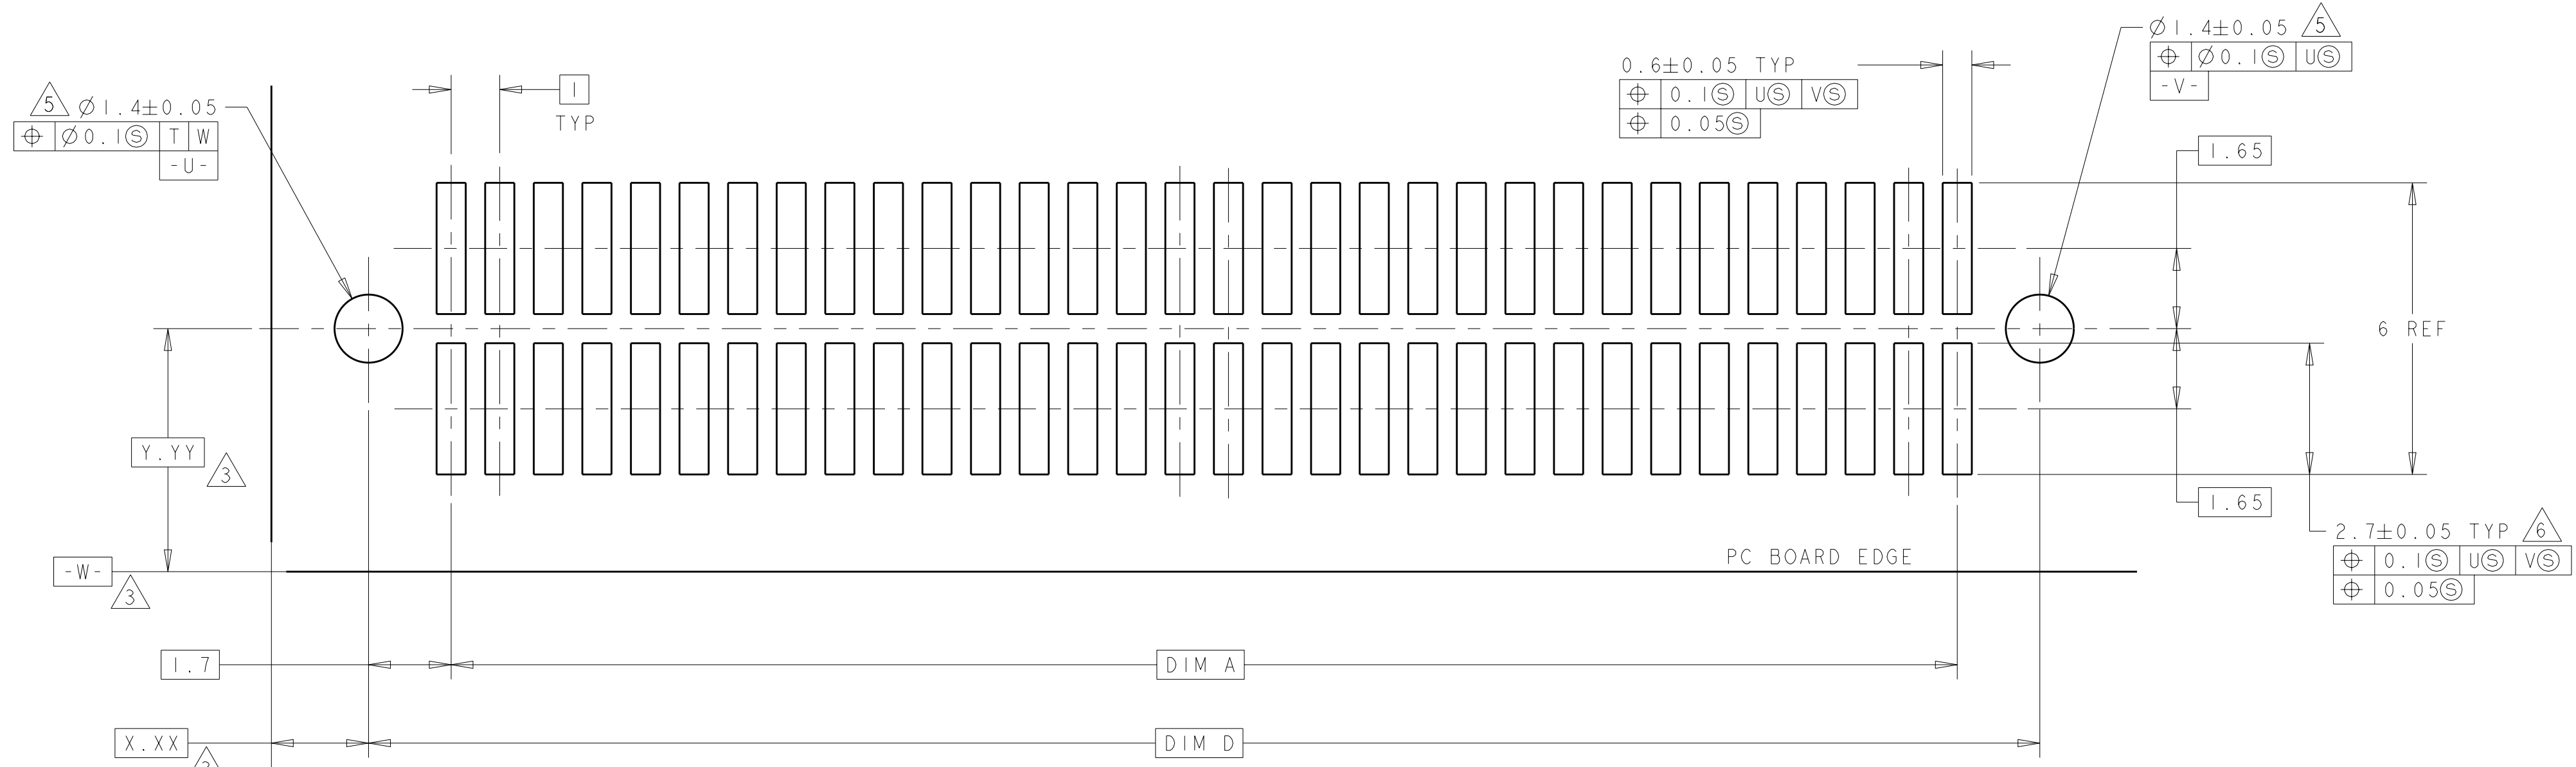 5 Ø1.4±0.05
⌖ Ø0.1Ⓢ T W
-U-
1
TYP
0.6±0.05 TYP
⌖ 0.1Ⓢ UⓈ VⓈ
⌖ 0.05Ⓢ
Ø1.4±0.05 5
⌖ Ø0.1Ⓢ UⓈ
-V-
1.65
6 REF
Y.YY
3
1.65
2.7±0.05 TYP 6
⌖ 0.1Ⓢ UⓈ VⓈ
⌖ 0.05Ⓢ
PC BOARD EDGE
-W-
3
1.7
DIM A
X.XX
DIM D